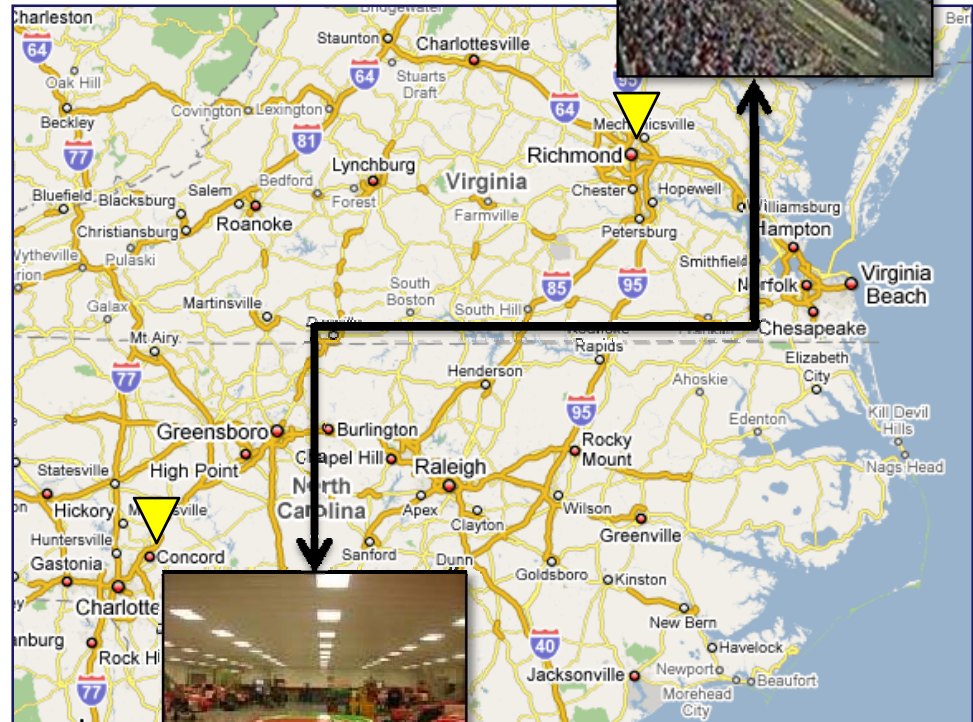 Bridgewater
Charleston
Staunton
Charlottesville
64
64
Stuarts
Draft
95
Oak Hill
Covington
Lexington
64
Mechanicsville
Beckley
81
Richmond
77
Lynchburg
Bedford
Virginia
Chester
Hopewell
Bluefield
Blacksburg
Salem
Forest
Farmville
Williamsburg
Roanoke
Christiansburg
Petersburg
Hampton
Wytheville
Pulaski
Smithfield
Virginia
Beach
South
Boston
85
95
Norfolk
Galax
Martinsville
South Hill
Chesapeake
Mt Airy
Rapids
Elizabeth
City
77
Henderson
Ahoskie
95
Edenton
Kill Devil
Hills
Greensboro
Burlington
Rocky
Mount
High Point
Chapel Hill
Raleigh
Nags Head
Statesville
North
Carolina
Hickory
Apex
Wilson
Clayton
Greenville
Huntersville
Concord
Sanford
Dunn
Gastonia
Goldsboro
Kinston
Charlotte
New Bern
Rock Hi
40
Havelock
Jacksonville
Newport
Beaufort
77
Morehead
City